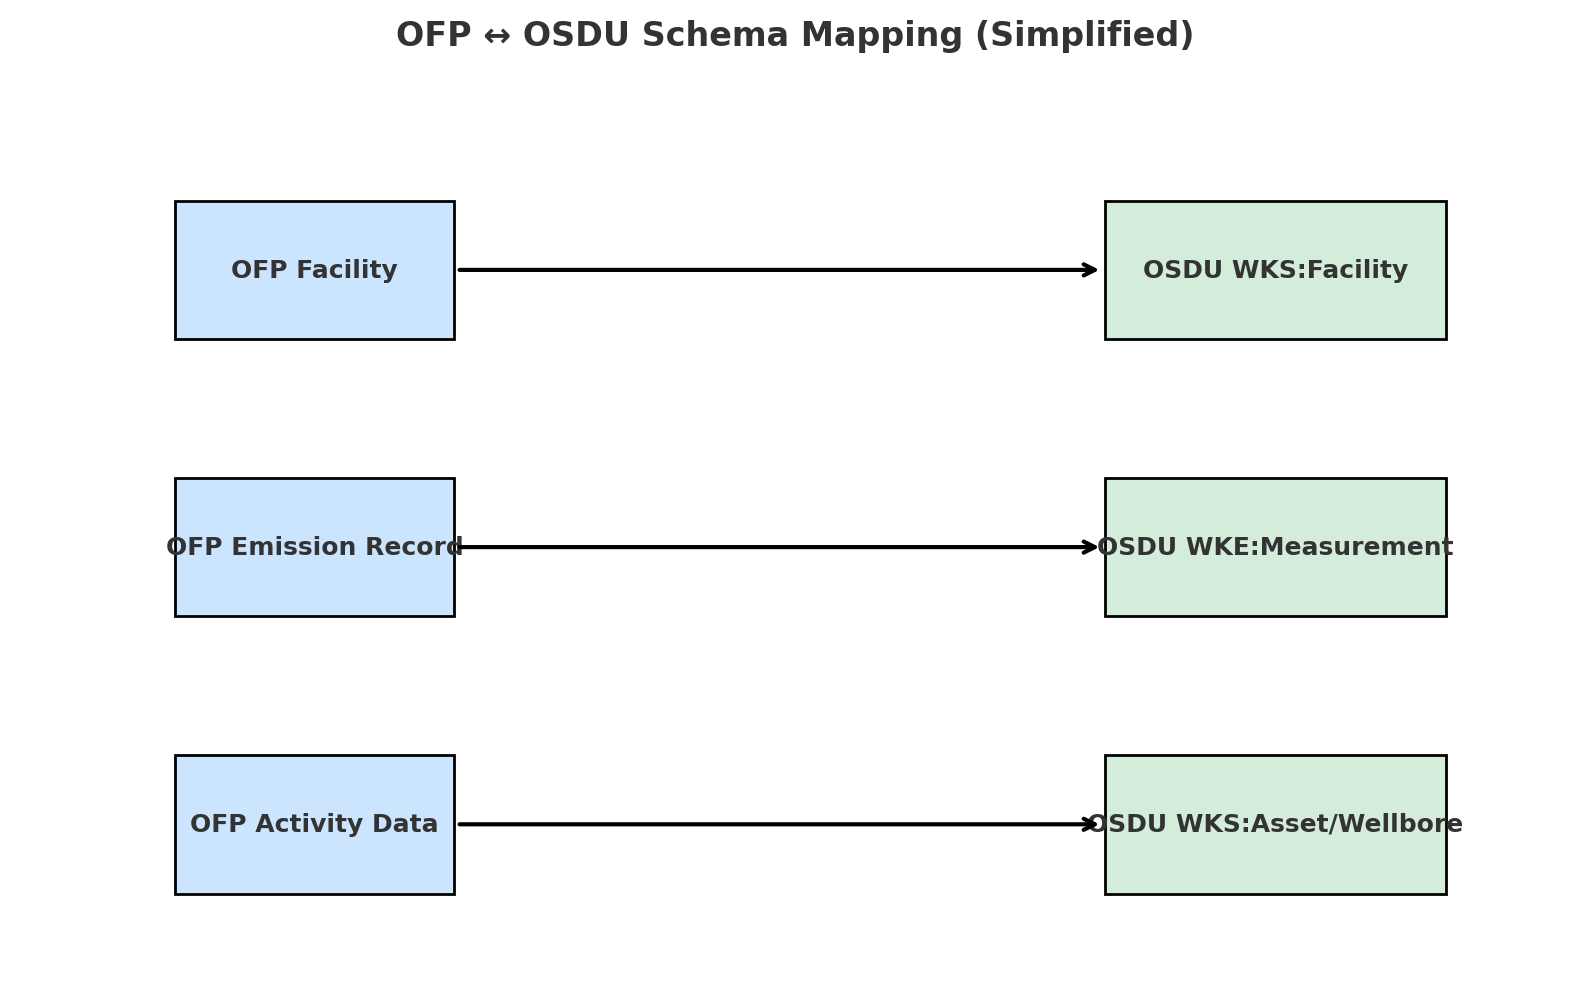 OFP ↔ OSDU Schema Mapping (Simplified)
OFP Facility
OSDU WKS:Facility
OFP Emission Record
OSDU WKE:Measurement
OFP Activity Data
OSDU WKS:Asset/Wellbore